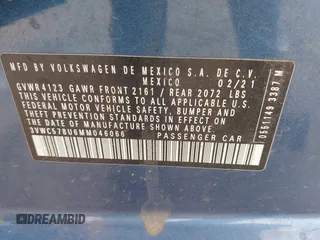 MFD. BY VOLKSWAGEN DE MEXICO S.A. DE C.V.
MEXICO 02/21
GVWR 4123 GAWR FRONT 2161 / REAR 2072 LBS
THIS VEHICLE CONFORMS TO ALL APPLICABLE U.S.
FEDERAL MOTOR VEHICLE SAFETY, BUMPER, AND
THEFT PREVENTION STANDARDS IN EFFECT ON THE
DATE OF MANUFACTURE SHOWN ABOVE.
3VWC57BU6MM046086
PASSENGER CAR
3387 M
DREAMBID